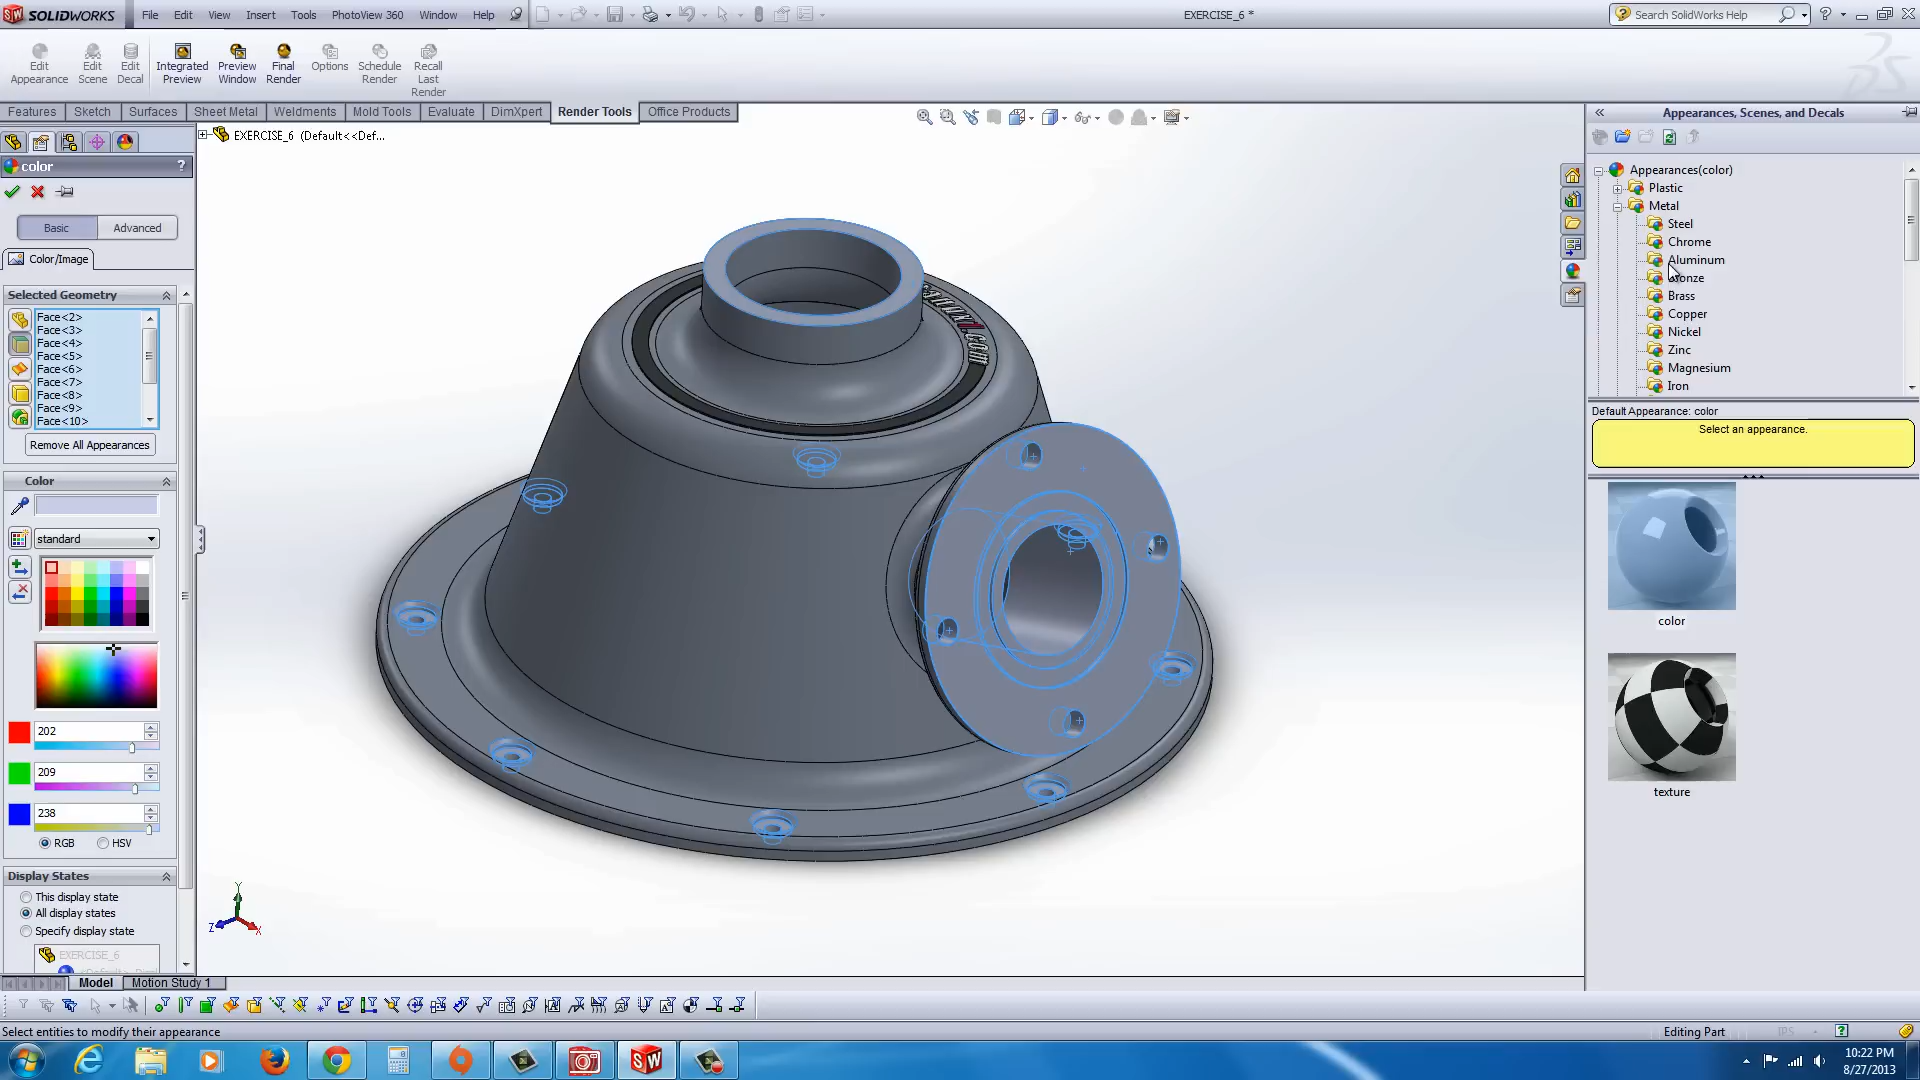 SOLIDWORKS File Edit View Insert Tools PhotoView 360 Window Help EXERCISE_6 * Search SolidWorks Help
Edit Appearance
Edit Scene
Edit Decal
Integrated Preview
Preview Window
Final Render
Options
Schedule Render
Recall Last Render
Features Sketch Surfaces Sheet Metal Weldments Mold Tools Evaluate DimXpert Render Tools Office Products
EXERCISE_6 (Default<<Def...
color ?
Basic Advanced
Color/Image
Selected Geometry
Face<2>
Face<3>
Face<4>
Face<5>
Face<6>
Face<7>
Face<8>
Face<9>
Face<10>
Remove All Appearances
Color
standard
202
209
238
RGB HSV
Display States
This display state
All display states
Specify display state
EXERCISE_6
Y
Z
X
Appearances, Scenes, and Decals
Appearances(color)
Plastic
Metal
Steel
Chrome
Aluminum
Bronze
Brass
Copper
Nickel
Zinc
Magnesium
Iron
Default Appearance: color
Select an appearance.
color
texture
Model Motion Study 1
Select entities to modify their appearance Editing Part IPS
10:22 PM
8/27/2013